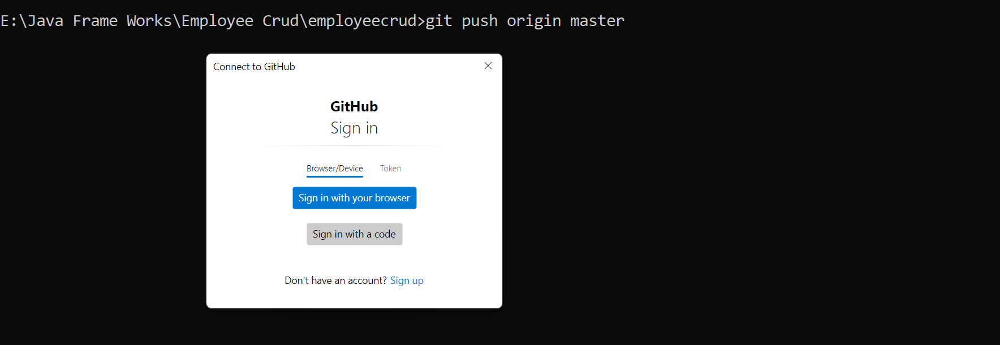 E:\Java Frame Works\Employee Crud\employeecrud>git push origin master
Connect to GitHub
GitHub
Sign in
Browser/Device Token
Sign in with your browser
Sign in with a code
Don't have an account? Sign up